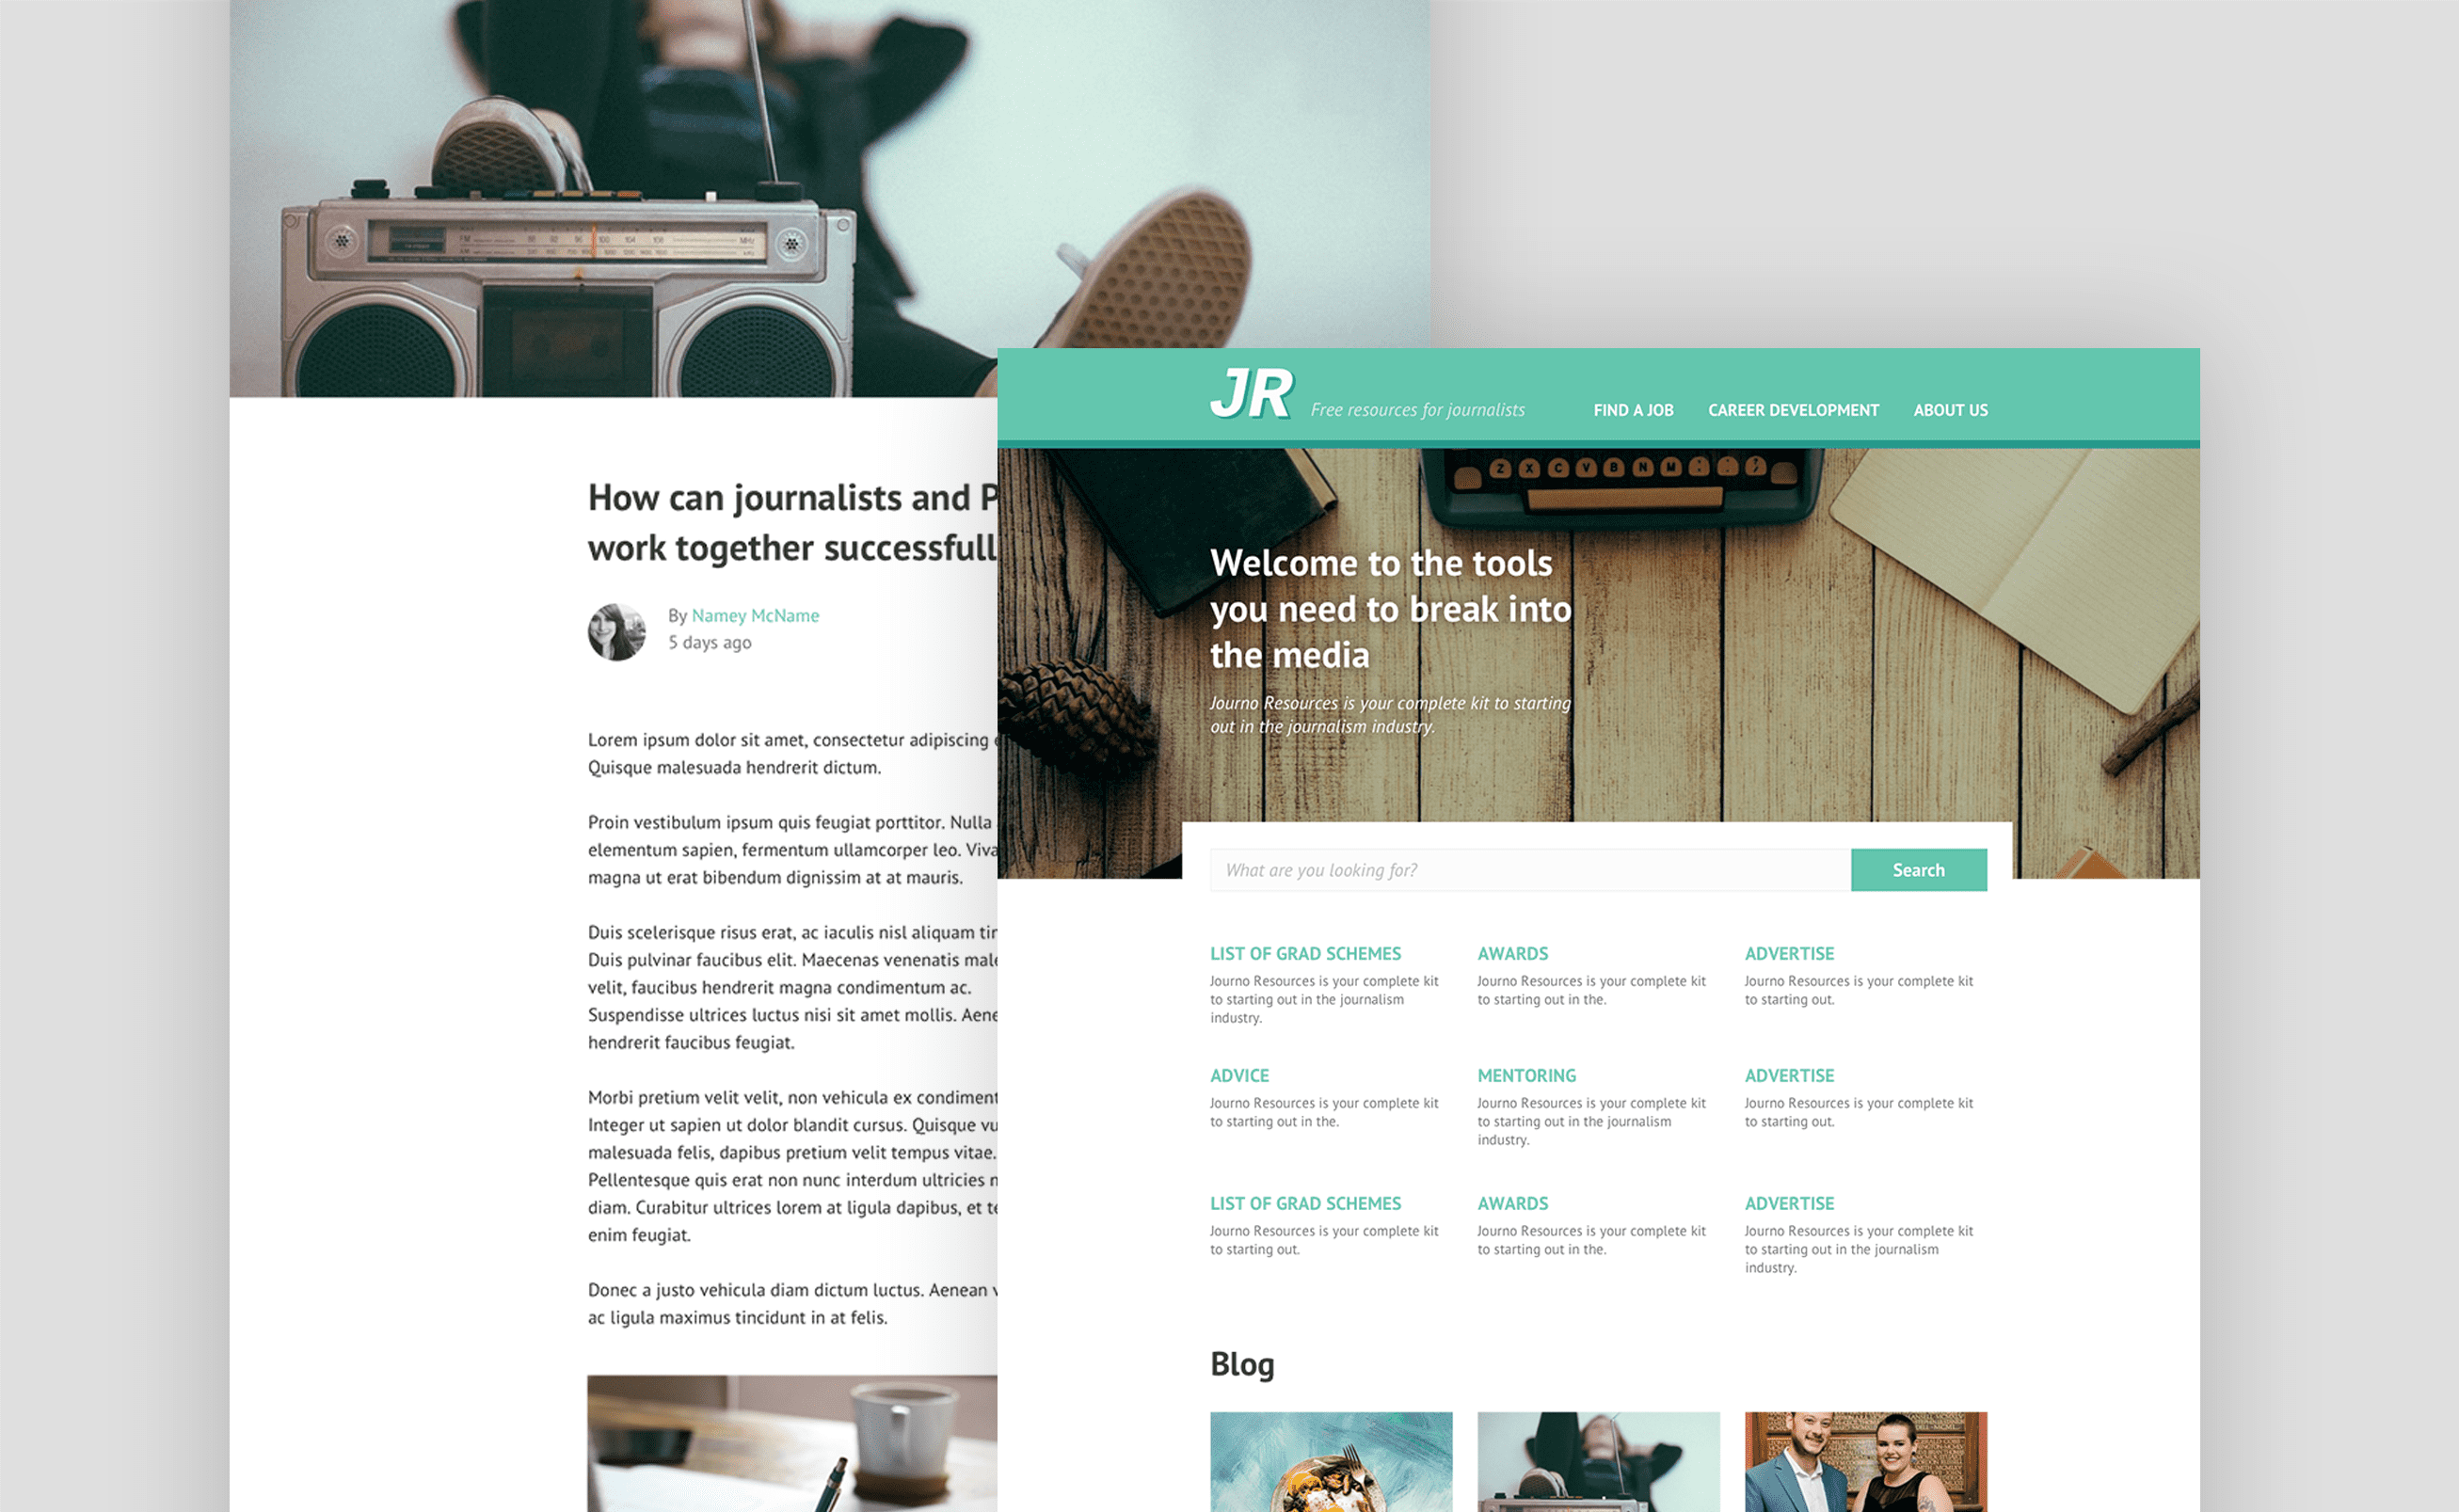 How can journalists and P
work together successfull
By Namey McName
5 days ago
Lorem ipsum dolor sit amet, consectetur adipiscing
Quisque malesuada hendrerit dictum.
Proin vestibulum ipsum quis feugiat porttitor. Nulla
elementum sapien, fermentum ullamcorper leo. Viva
magna ut erat bibendum dignissim at at mauris.
Duis scelerisque risus erat, ac iaculis nisl aliquam tin
Duis pulvinar faucibus elit. Maecenas venenatis male
velit, faucibus hendrerit magna condimentum ac.
Suspendisse ultrices luctus nisi sit amet mollis. Aene
hendrerit faucibus feugiat.
Morbi pretium velit velit, non vehicula ex condiment
Integer ut sapien ut dolor blandit cursus. Quisque vu
malesuada felis, dapibus pretium velit tempus vitae.
Pellentesque quis erat non nunc interdum ultricies
diam. Curabitur ultrices lorem at ligula dapibus, et te
enim feugiat.
Donec a justo vehicula diam dictum luctus. Aenean
ac ligula maximus tincidunt in at felis.
JR Free resources for journalists FIND A JOB CAREER DEVELOPMENT ABOUT US
Z X C V B N M
Welcome to the tools
you need to break into
the media
Journo Resources is your complete kit to starting
out in the journalism industry.
What are you looking for? Search
LIST OF GRAD SCHEMES
Journo Resources is your complete kit
to starting out in the journalism
industry.
AWARDS
Journo Resources is your complete kit
to starting out in the.
ADVERTISE
Journo Resources is your complete kit
to starting out.
ADVICE
Journo Resources is your complete kit
to starting out in the.
MENTORING
Journo Resources is your complete kit
to starting out in the journalism
industry.
ADVERTISE
Journo Resources is your complete kit
to starting out.
LIST OF GRAD SCHEMES
Journo Resources is your complete kit
to starting out.
AWARDS
Journo Resources is your complete kit
to starting out in the.
ADVERTISE
Journo Resources is your complete kit
to starting out in the journalism
industry.
Blog